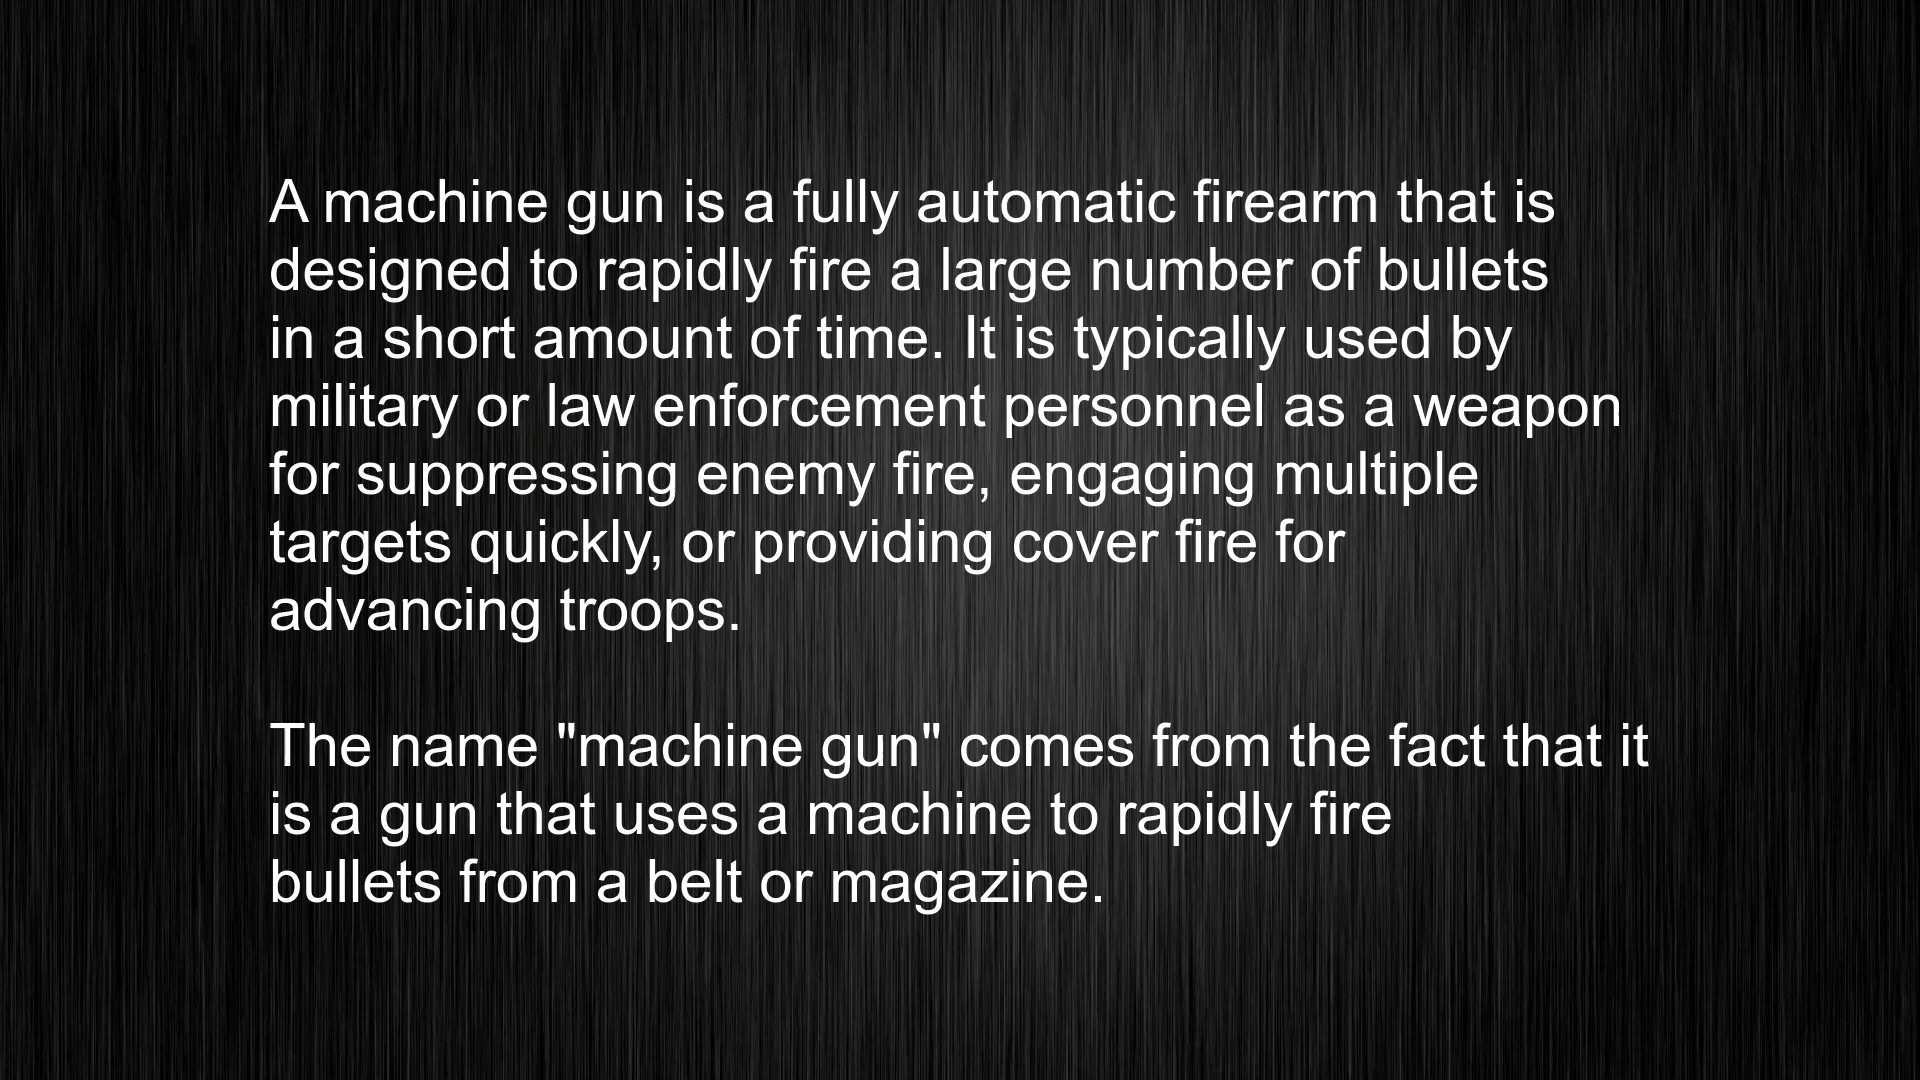 A machine gun is a fully automatic firearm that is
designed to rapidly fire a large number of bullets
in a short amount of time. It is typically used by
military or law enforcement personnel as a weapon
for suppressing enemy fire, engaging multiple
targets quickly, or providing cover fire for
advancing troops.

The name "machine gun" comes from the fact that it
is a gun that uses a machine to rapidly fire
bullets from a belt or magazine.